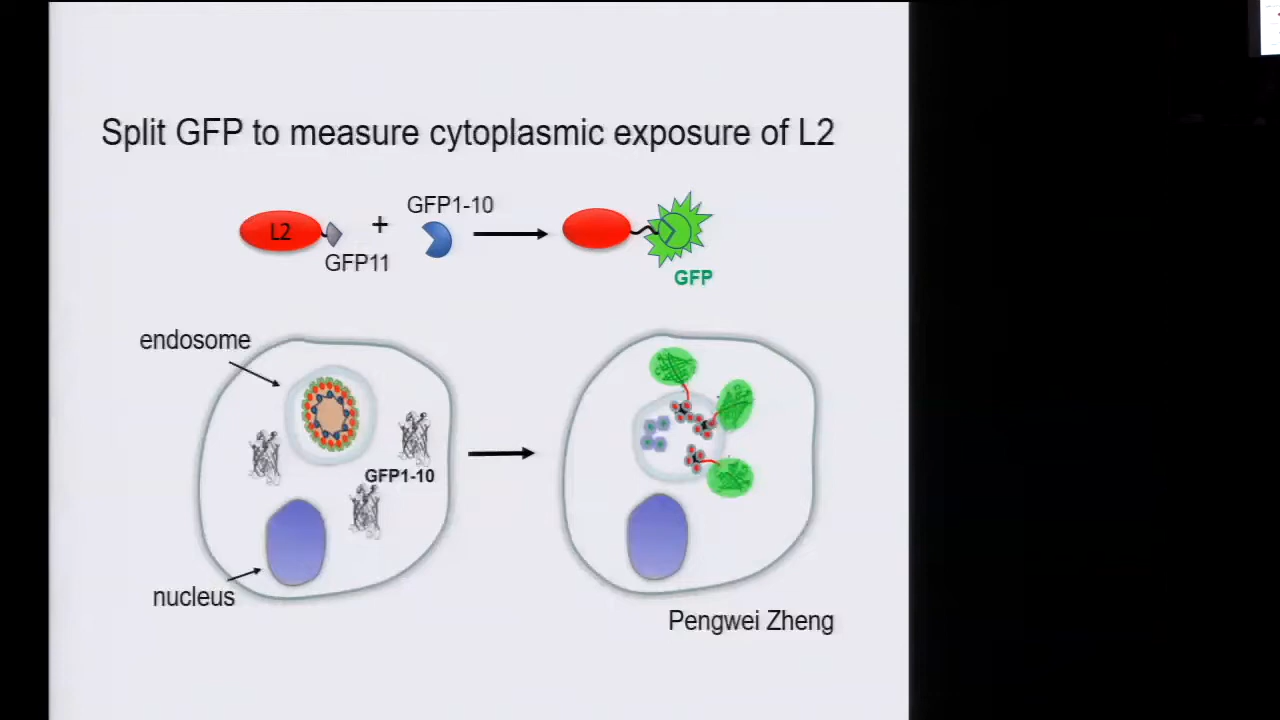 Split GFP to measure cytoplasmic exposure of L2
GFP1-10
L2
+
GFP11
GFP
endosome
GFP1-10
nucleus
Pengwei Zheng